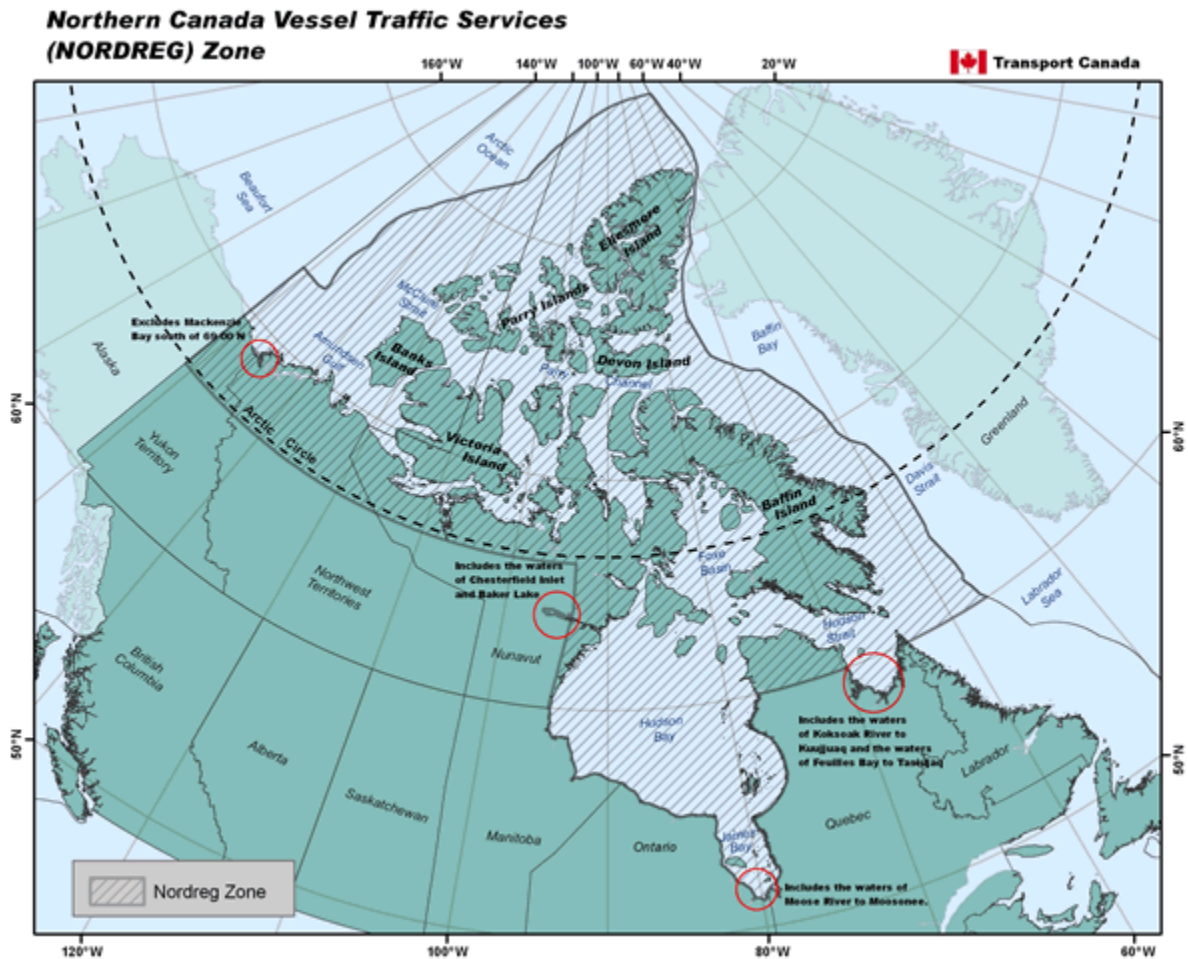 Northern Canada Vessel Traffic Services
(NORDREG) Zone
Transport Canada
160°W
140°W
100°W
60°W
40°W
20°W
Arctic
Ocean
Beaufort
Sea
Ellesmere
Island
McClure
Strait
Parry Islands
Excludes Mackenzie
Bay south of 69 00 N
Amundsen
Gulf
Banks
Island
Devon Island
Parry
Channel
Baffin
Bay
Alaska
60°N
Greenland
60°N
Arctic Circle
Yukon
Territory
Victoria
Island
Davis
Strait
Baffin
Island
Foxe
Basin
Includes the waters
of Chesterfield Inlet
and Baker Lake
Northwest
Territories
Labrador
Sea
Hudson
Strait
Nunavut
British
Columbia
Includes the waters
of Koksoak River to
Kuujjuaq and the waters
of Feuilles Bay to Tasiujaq
Hudson
Bay
50°N
50°N
Labrador
Alberta
Saskatchewan
Manitoba
Ontario
Quebec
James
Bay
Nordreg Zone
Includes the waters of
Moose River to Moosonee.
120°W
100°W
80°W
60°W